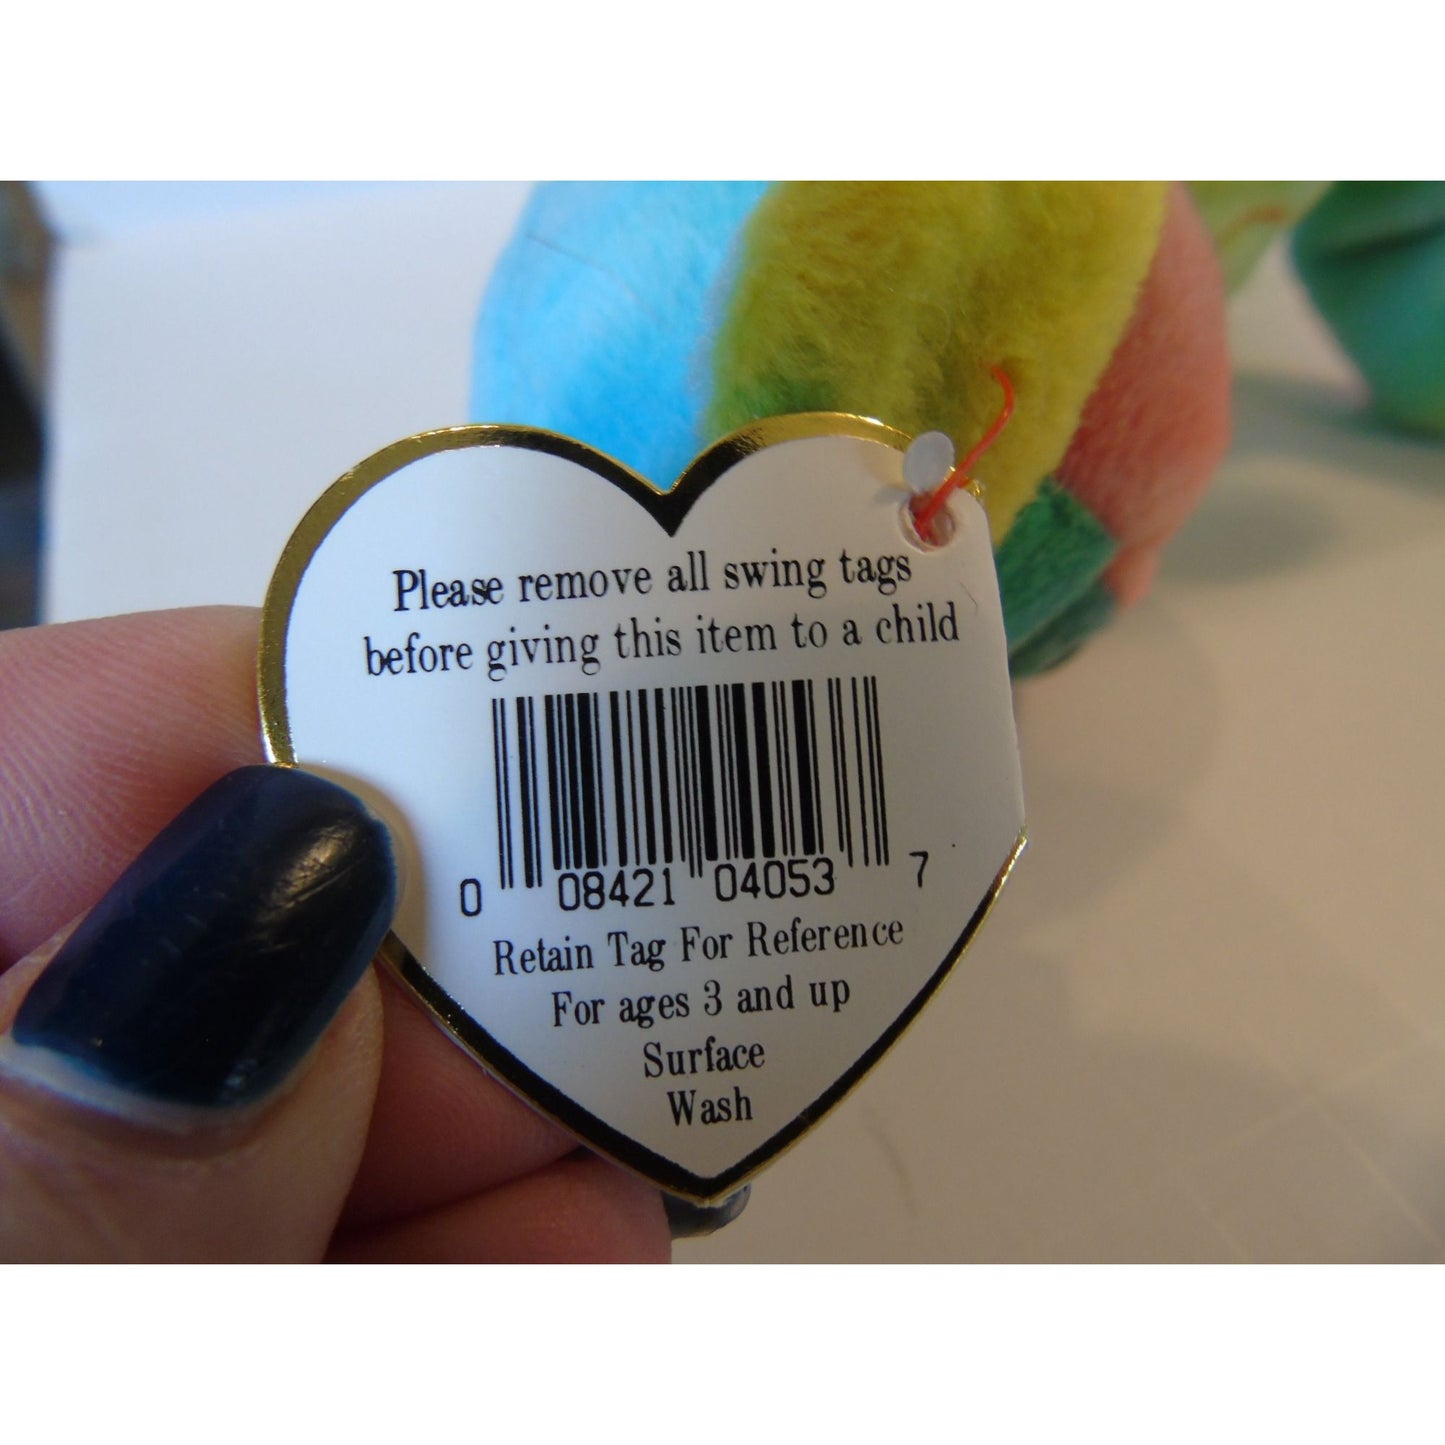 Please remove all swing tags
before giving this item to a child
0 08421 04053 7
Retain Tag For Reference
For ages 3 and up
Surface
Wash